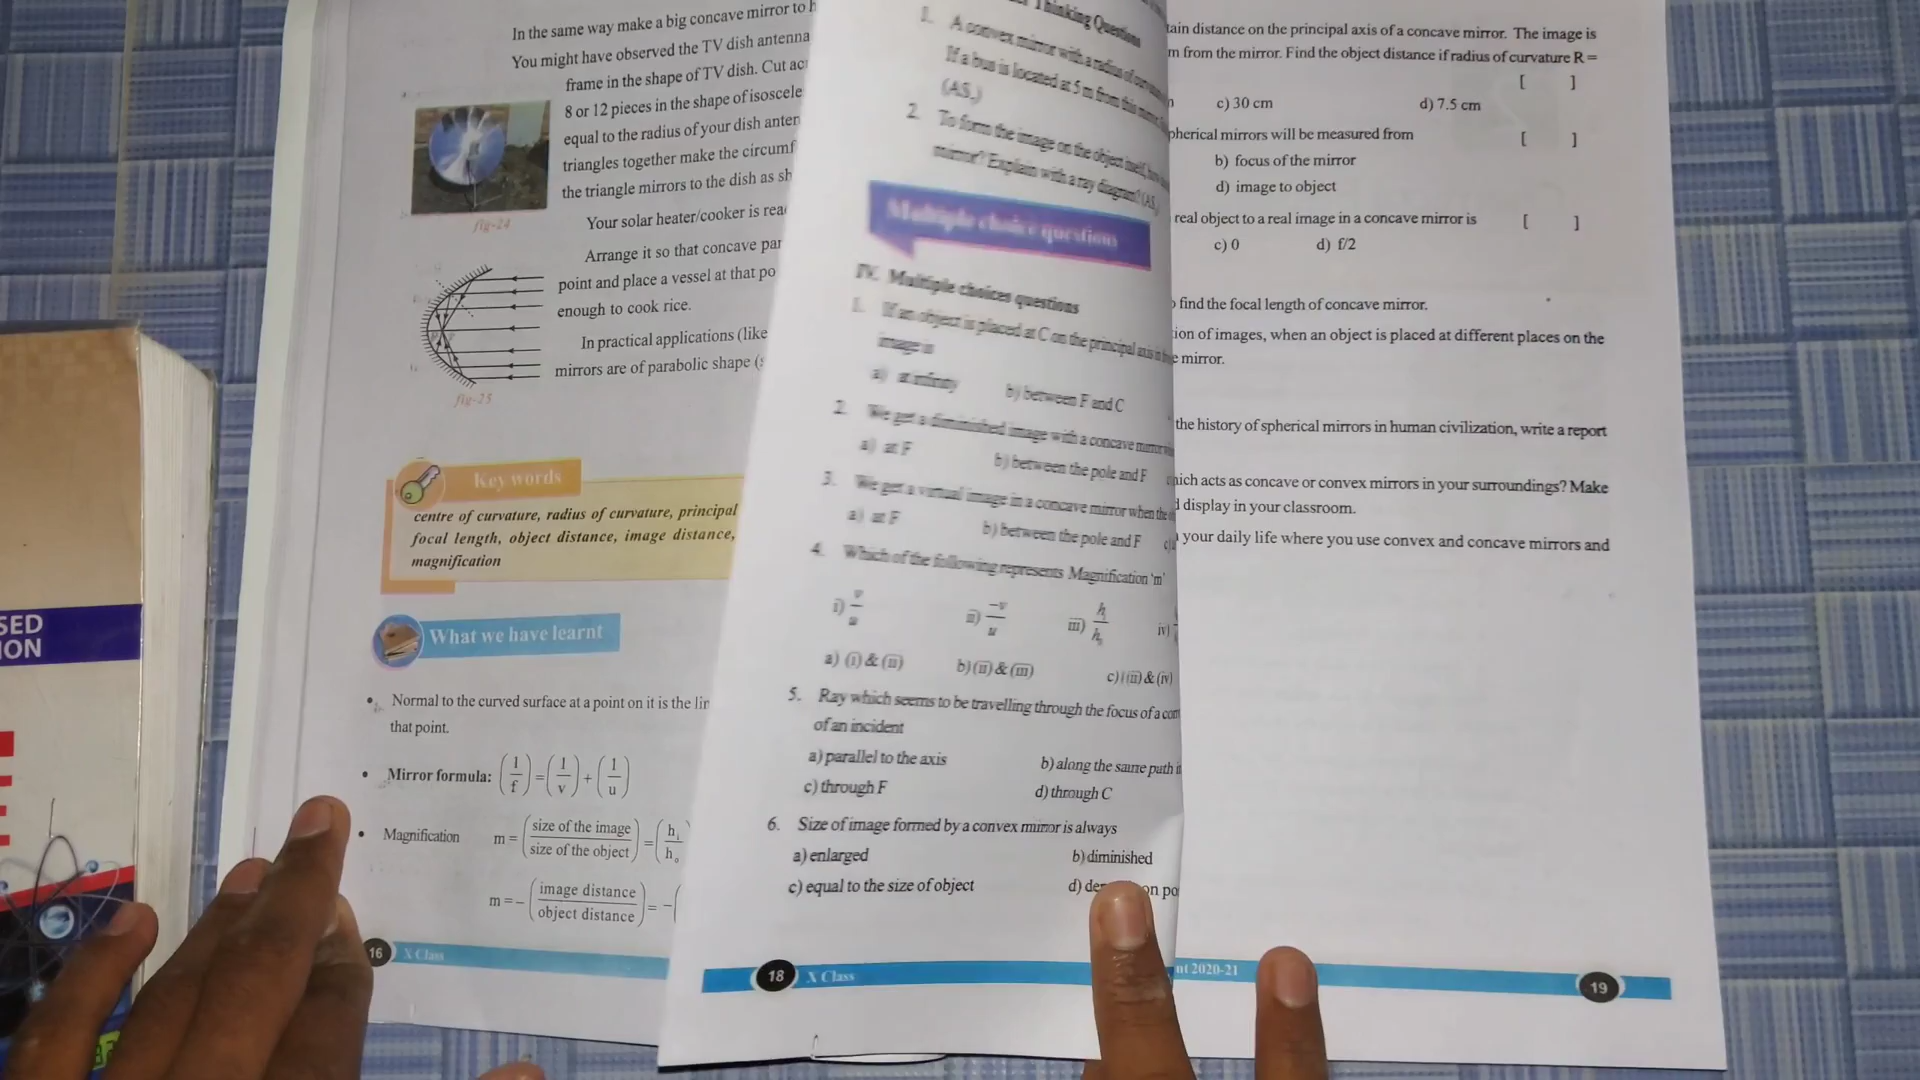 In the same way make a big concave mirror to h
You might have observed the TV dish antenna
frame in the shape of TV dish. Cut ac
8 or 12 pieces in the shape of isoscele
equal to the radius of your dish anten
triangles together make the circumf
the triangle mirrors to the dish as sh
fig-24
Your solar heater/cooker is rea
Arrange it so that concave par
point and place a vessel at that po
enough to cook rice.
In practical applications (like
mirrors are of parabolic shape (
fig-25
Key words
centre of curvature, radius of curvature, principal
focal length, object distance, image distance,
magnification
What we have learnt
• Normal to the curved surface at a point on it is the lin
that point.
• Mirror formula: (1/f) = (1/v) + (1/u)
• Magnification m = (size of the image/size of the object) = (hi/ho
m = - (image distance/object distance) = -(
16 X Class
Thinking Questions
1. A convex mirror with a radius of
If a bus is located at 5 m from this mirror
(AS
2. To form the image on the object itself,
mirror? Explain with a ray diagram? (AS
Multiple choice questions
IV. Multiple choices questions
1. If an object is placed at C on the principal axis in
image is
a) at infinity b) between F and C
2. We get a diminished image with a concave mirror
a) at F b) between the pole and F
3. We get a virtual image in a concave mirror when the
a) at F b) between the pole and F c)
4. Which of the following represents Magnification 'm'
i) v/u ii) -v/u iii) hi/ho iv)
a) (i) & (ii) b) (ii) & (iii) c) (iii) & (iv)
5. Ray which seems to be travelling through the focus of a con
of an incident
a) parallel to the axis b) along the same path i
c) through F d) through C
6. Size of image formed by a convex mirror is always
a) enlarged b) diminished
c) equal to the size of object d) de on po
18 X Class
tain distance on the principal axis of a concave mirror. The image is
m from the mirror. Find the object distance if radius of curvature R =
[ ]
c) 30 cm d) 7.5 cm
pherical mirrors will be measured from [ ]
b) focus of the mirror
d) image to object
real object to a real image in a concave mirror is [ ]
c) 0 d) f/2
find the focal length of concave mirror.
ion of images, when an object is placed at different places on the
e mirror.
the history of spherical mirrors in human civilization, write a report
hich acts as concave or convex mirrors in your surroundings? Make
d display in your classroom.
your daily life where you use convex and concave mirrors and
nt 2020-21
19
SED
ION